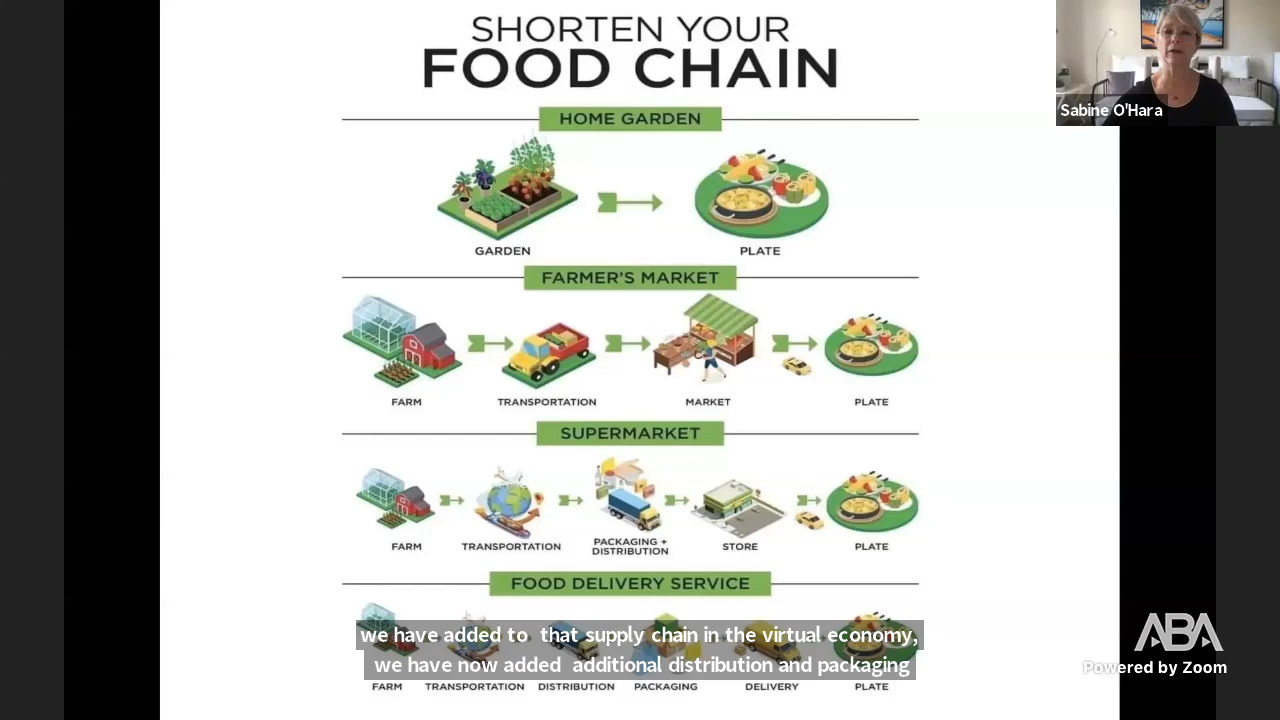 SHORTEN YOUR
FOOD CHAIN
Sabine O'Hara
HOME GARDEN
GARDEN
PLATE
FARMER'S MARKET
FARM
TRANSPORTATION
MARKET
PLATE
SUPERMARKET
FARM
TRANSPORTATION
PACKAGING +
DISTRIBUTION
STORE
PLATE
FOOD DELIVERY SERVICE
we have added to that supply chain in the virtual economy,
we have now added additional distribution and packaging
FARM
TRANSPORTATION
DISTRIBUTION
PACKAGING
DELIVERY
PLATE
ABA
Powered by Zoom